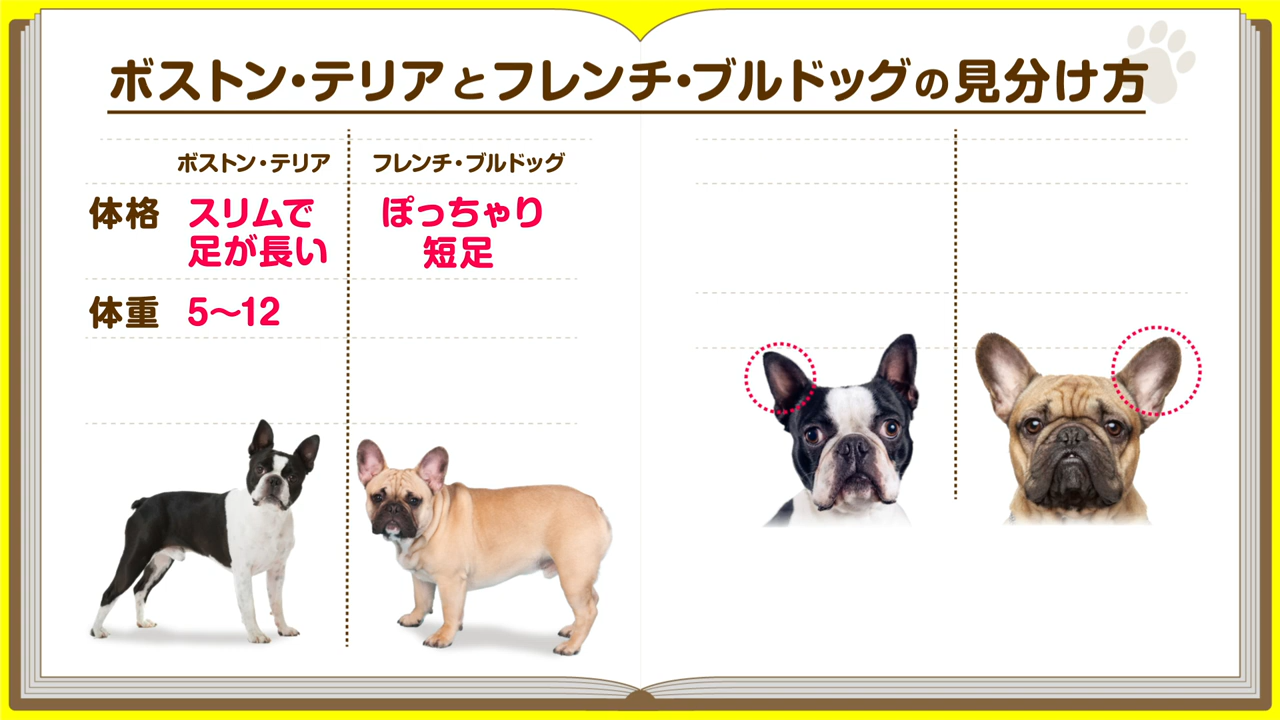 ボストン・テリアとフレンチ・ブルドッグの見分け方
ボストン・テリア フレンチ・ブルドッグ
体格 スリムで ぽっちゃり
足が長い 短足
体重 5〜12